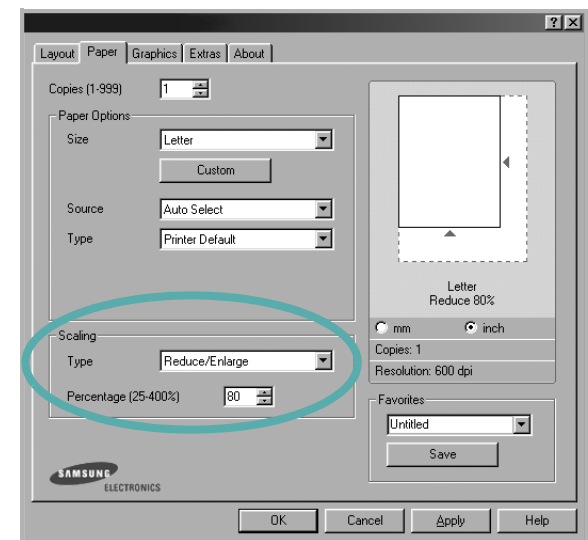 ? X
Layout Paper Graphics Extras About
Copies (1-999) 1
Paper Options
Size Letter
Custom
Source Auto Select
Type Printer Default
Letter
Reduce 80%
mm inch
Copies: 1
Resolution: 600 dpi
Scaling
Type Reduce/Enlarge
Percentage (25-400%) 80
Favorites
Untitled
Save
SAMSUNG
ELECTRONICS
OK Cancel Apply Help